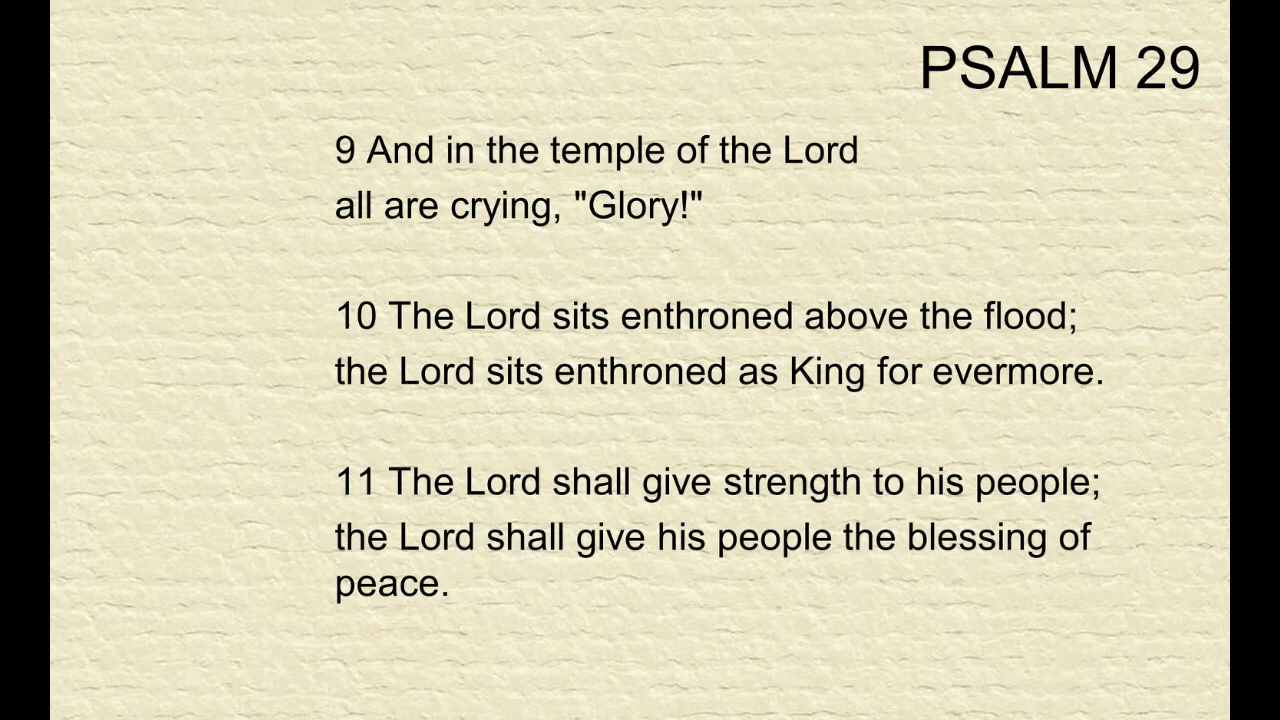 PSALM 29
9 And in the temple of the Lord
all are crying, "Glory!"
10 The Lord sits enthroned above the flood;
the Lord sits enthroned as King for evermore.
11 The Lord shall give strength to his people;
the Lord shall give his people the blessing of
peace.